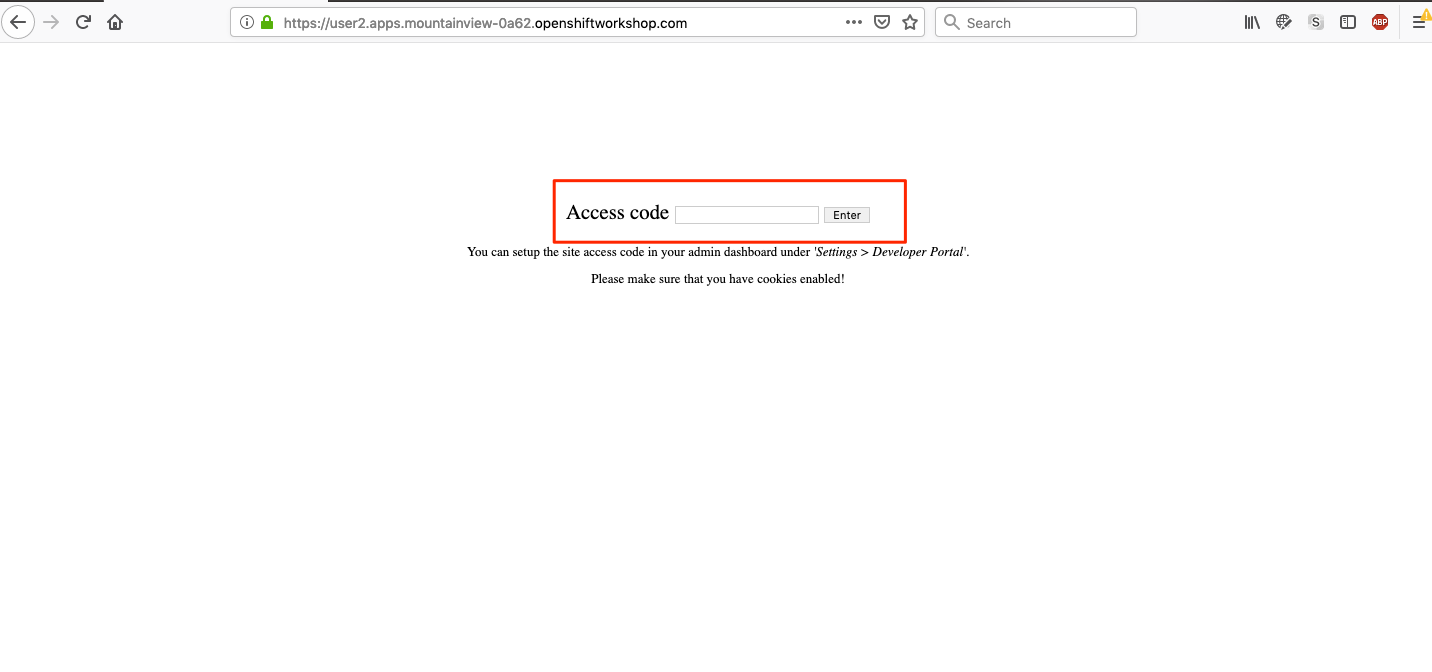 https://user2.apps.mountainview-0a62.openshiftworkshop.com
Search
S
ABP
Access code
Enter
You can setup the site access code in your admin dashboard under 'Settings > Developer Portal'.
Please make sure that you have cookies enabled!